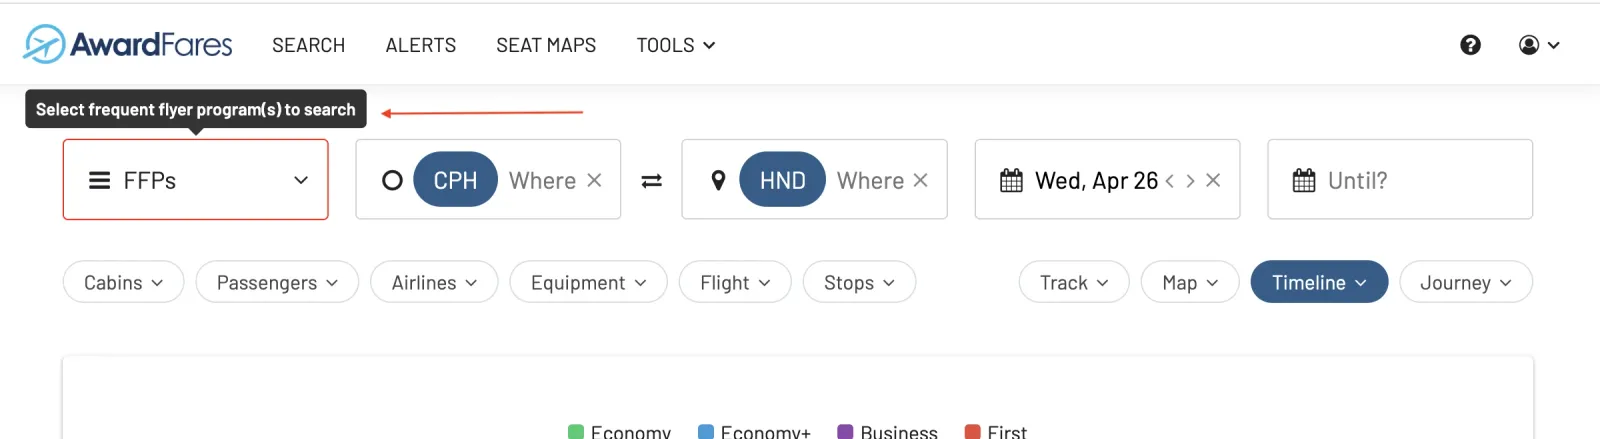 AwardFares SEARCH ALERTS SEAT MAPS TOOLS
Select frequent flyer program(s) to search
FFPs CPH Where HND Where Wed, Apr 26 Until?
Cabins Passengers Airlines Equipment Flight Stops Track Map Timeline Journey
Economy Economy+ Business First